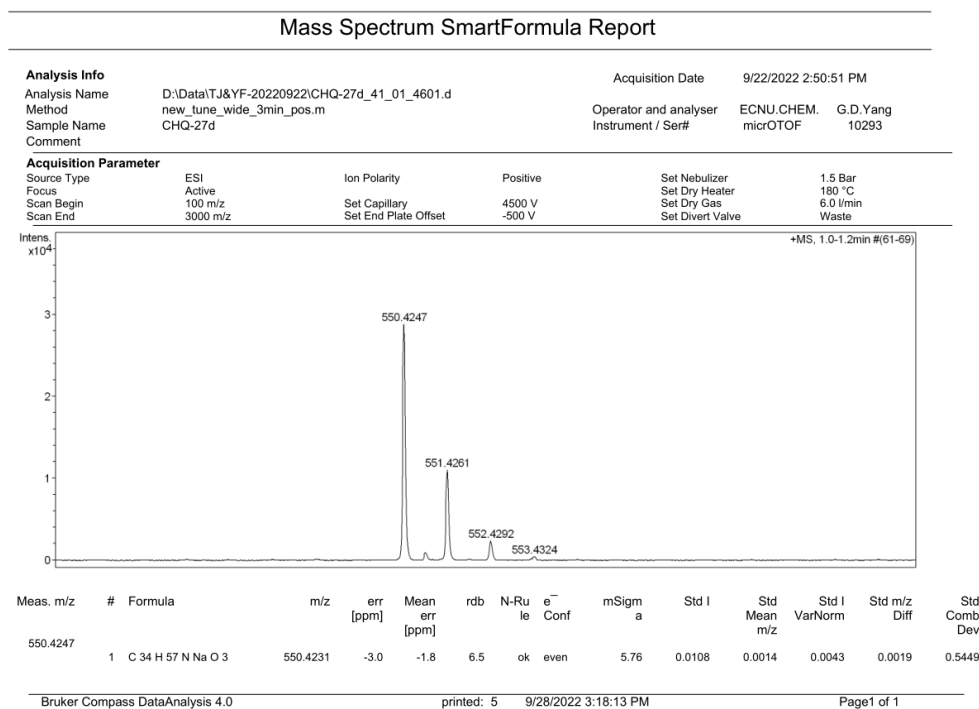 Mass Spectrum SmartFormula Report
Analysis Info
Acquisition Date 9/22/2022 2:50:51 PM
Analysis Name D:\Data\TJ&YF-20220922\CHQ-27d_41_01_4601.d
Method new_tune_wide_3min_pos.m
Operator and analyser ECNU.CHEM. G.D.Yang
Sample Name CHQ-27d
Instrument / Ser# micrOTOF 10293
Comment
Acquisition Parameter
Source Type ESI Ion Polarity Positive Set Nebulizer 1.5 Bar
Focus Active Set Dry Heater 180 °C
Scan Begin 100 m/z Set Capillary 4500 V Set Dry Gas 6.0 l/min
Scan End 3000 m/z Set End Plate Offset -500 V Set Divert Valve Waste
Intens.
x104
+MS, 1.0-1.2min #(61-69)
3
550.4247
2
1
551.4261
552.4292
553.4324
0
Meas. m/z # Formula m/z err [ppm] Mean err [ppm] rdb N-Ru le e¯ Conf mSigm a Std I Std Mean m/z Std I VarNorm Std m/z Diff Std Comb Dev
550.4247
1 C 34 H 57 N Na O 3 550.4231 -3.0 -1.8 6.5 ok even 5.76 0.0108 0.0014 0.0043 0.0019 0.5449
Bruker Compass DataAnalysis 4.0 printed: 5 9/28/2022 3:18:13 PM Page1 of 1